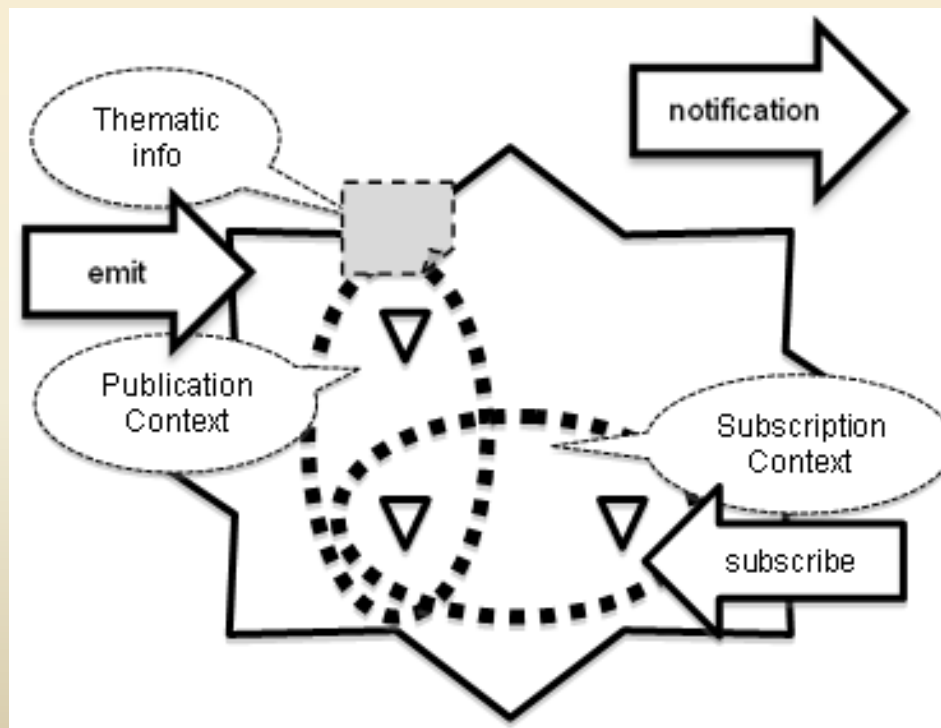 Thematic
info
notification
emit
Publication
Context
Subscription
Context
subscribe